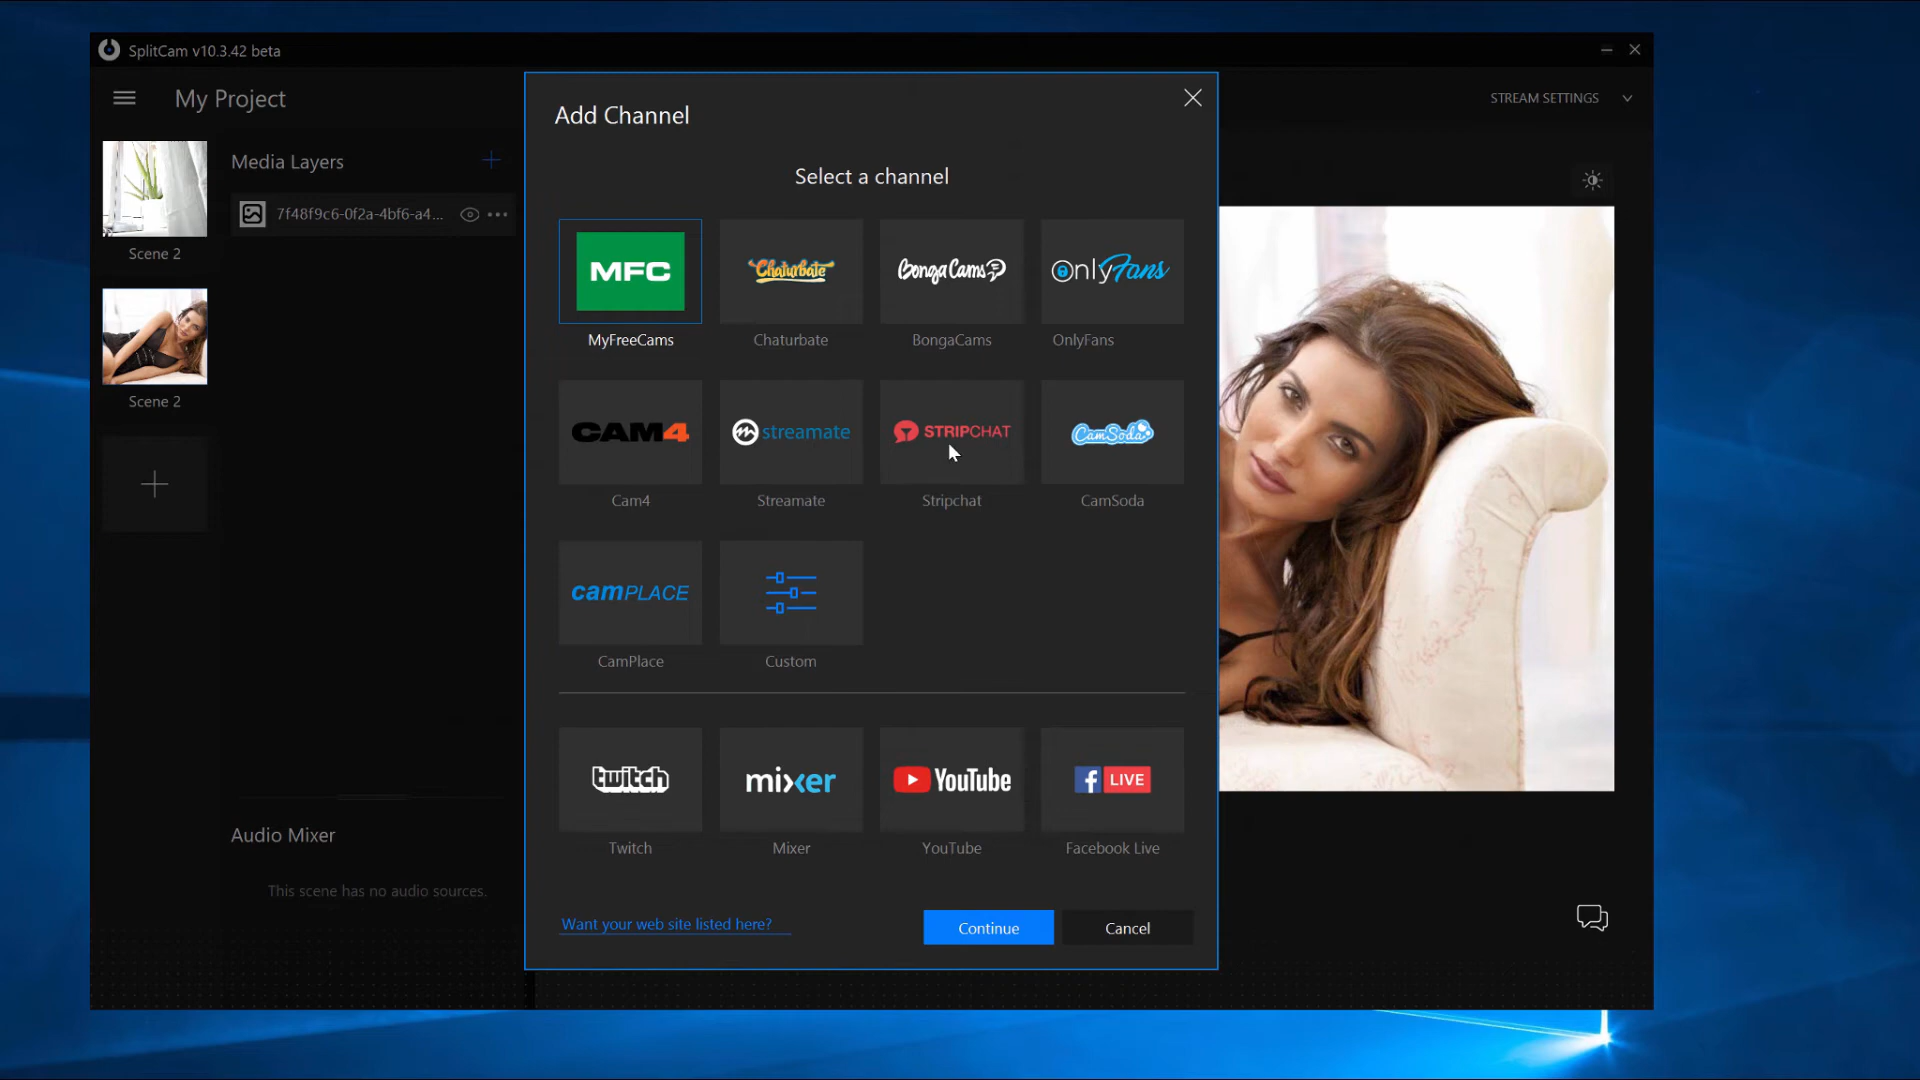 SplitCam v10.3.42 beta
My Project
STREAM SETTINGS
Media Layers
7f48f9c6-0f2a-4bf6-a4...
Scene 2
Scene 2
Audio Mixer
This scene has no audio sources.
Add Channel
Select a channel
MFC
Chaturbate
BongaCams
OnlyFans
MyFreeCams
Chaturbate
BongaCams
OnlyFans
CAM4
streamate
STRIPCHAT
CamSoda
Cam4
Streamate
Stripchat
CamSoda
camPLACE
CamPlace
Custom
twitch
mixer
YouTube
f LIVE
Twitch
Mixer
YouTube
Facebook Live
Want your web site listed here?
Continue
Cancel